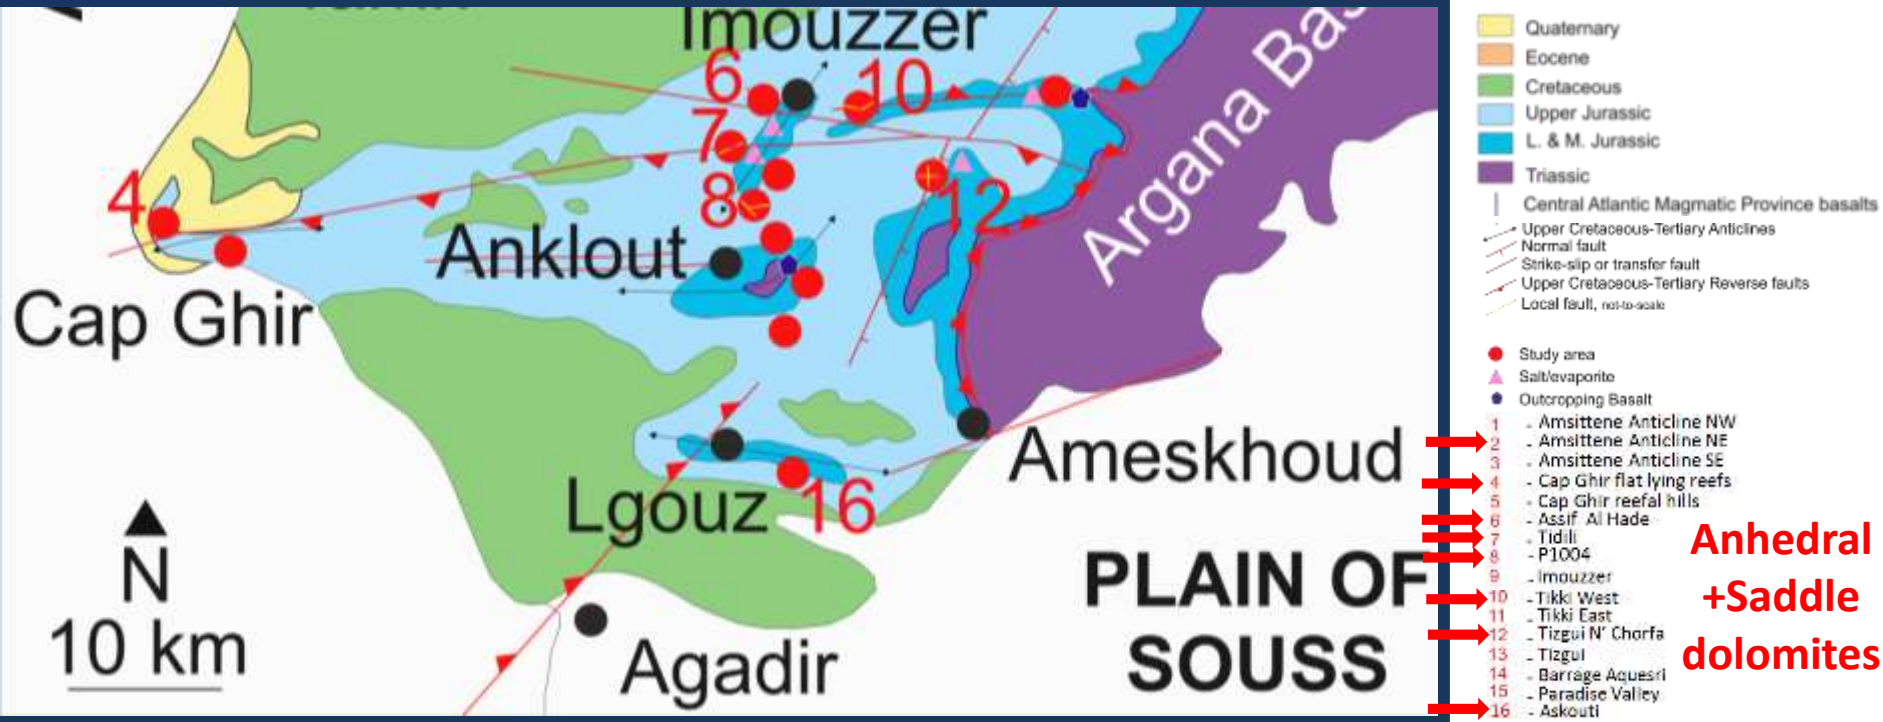 Imouzzer
6
10
7
Argana Bas
4
8
12
Anklout
Cap Ghir
Ameskhoud
Lgouz 16
N
10 km
Agadir
PLAIN OF
SOUSS
Quaternary
Eocene
Cretaceous
Upper Jurassic
L. & M. Jurassic
Triassic
Central Atlantic Magmatic Province basalts
Upper Cretaceous-Tertiary Anticlines
Normal fault
Strike-slip or transfer fault
Upper Cretaceous-Tertiary Reverse faults
Local fault, not-to-scale
Study area
Salt/evaporite
Outcropping Basalt
1 - Amsittene Anticline NW
2 - Amsittene Anticline NE
3 - Amsittene Anticline SE
4 - Cap Ghir flat lying reefs
5 - Cap Ghir reefal hills
6 - Assif Al Hade
7 - Tidili
8 - P1004
9 - Imouzzer
10 - Tikki West
11 - Tikki East
12 - Tizgui N' Chorfa
13 - Tizgui
14 - Barrage Aquesri
15 - Paradise Valley
16 - Askouti
Anhedral
+Saddle
dolomites